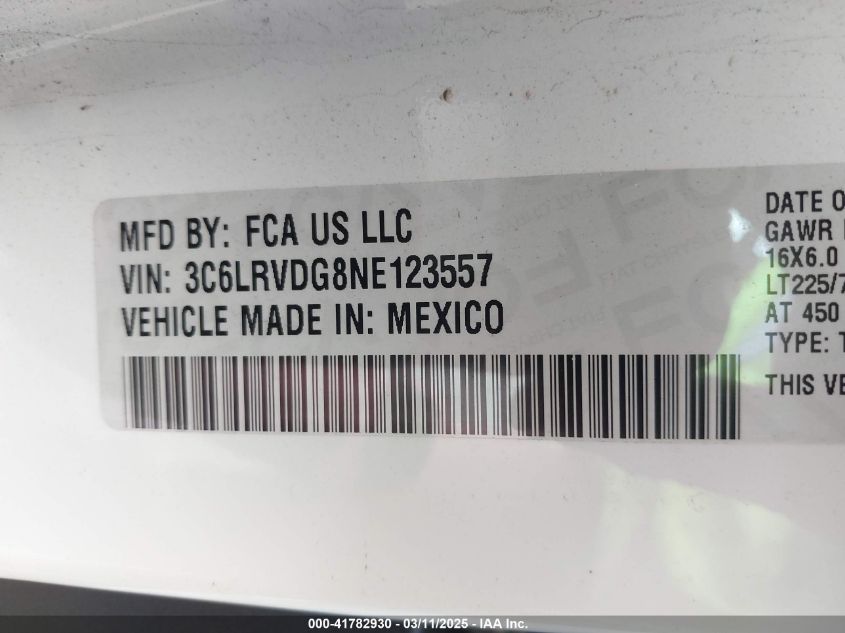 MFD BY: FCA US LLC
VIN: 3C6LRVDG8NE123557
VEHICLE MADE IN: MEXICO
DATE O
GAWR
16X6.0
LT225/7
AT 450
TYPE: T
THIS VE
000-41782930 - 03/11/2025 - IAA Inc.